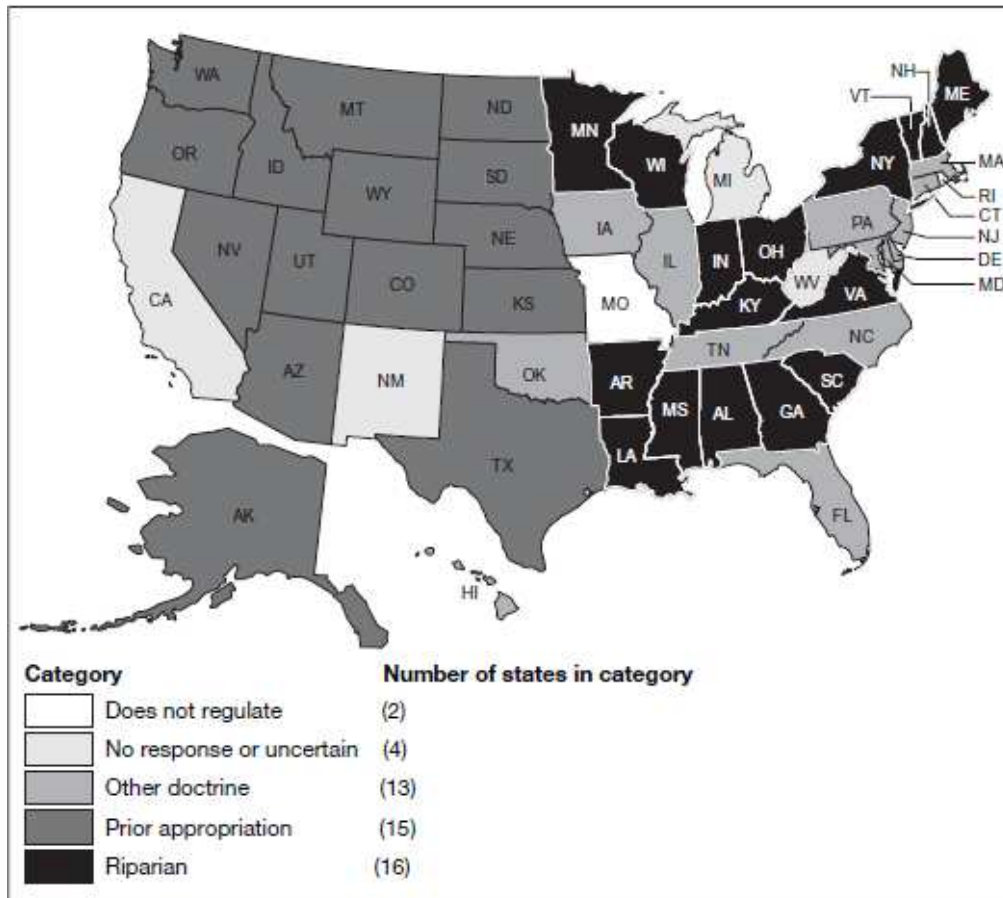 WA
MT
ND
MN
VT
NH
ME
OR
ID
WY
SD
WI
MI
NY
MA
RI
CT
NJ
DE
MD
NV
UT
CO
NE
IA
IL
IN
OH
PA
CA
KS
MO
KY
WV
VA
AZ
NM
OK
TN
NC
AR
SC
TX
MS
AL
GA
LA
AK
FL
HI
Category Number of states in category
Does not regulate (2)
No response or uncertain (4)
Other doctrine (13)
Prior appropriation (15)
Riparian (16)